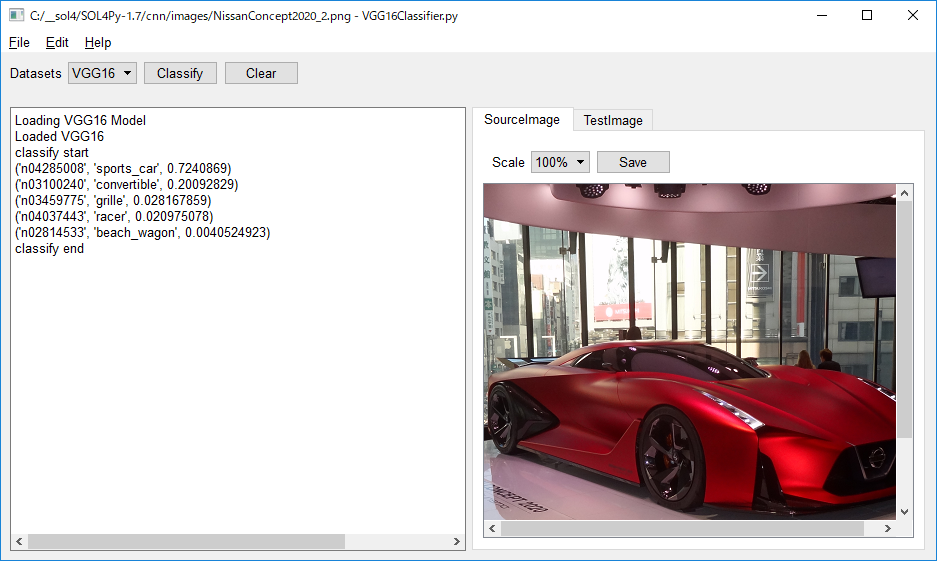 C:/__sol4/SOL4Py-1.7/cnn/images/NissanConcept2020_2.png - VGG16Classifier.py
File Edit Help
Datasets VGG16 Classify Clear
Loading VGG16 Model
Loaded VGG16
classify start
('n04285008', 'sports_car', 0.7240869)
('n03100240', 'convertible', 0.20092829)
('n03459775', 'grille', 0.028167859)
('n04037443', 'racer', 0.020975078)
('n02814533', 'beach_wagon', 0.0040524923)
classify end
SourceImage TestImage
Scale 100% Save
CONCEPT 2020